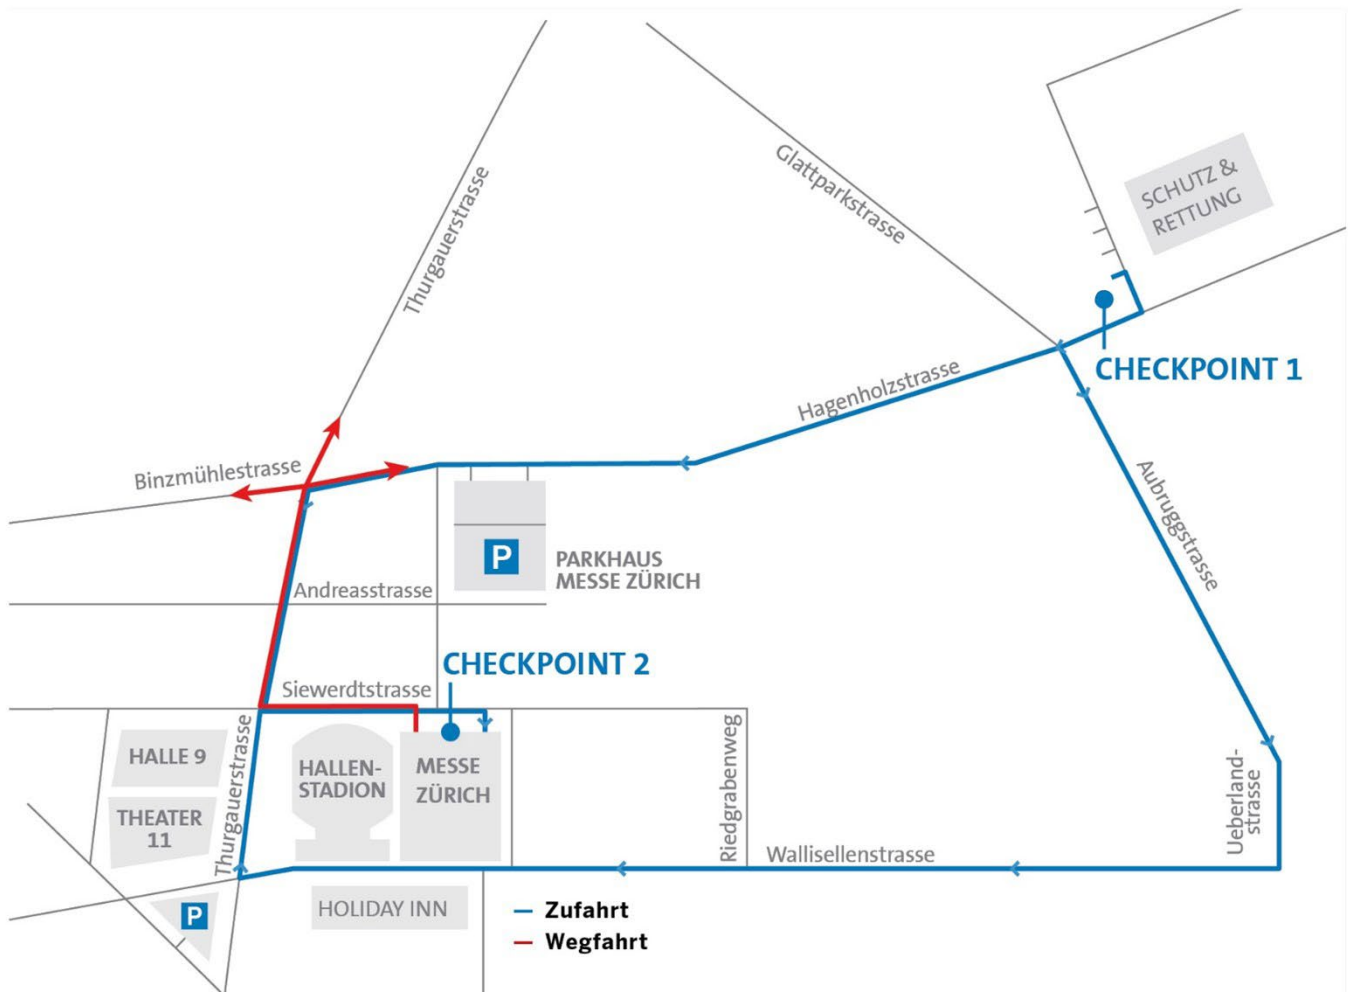 Thurgauerstrasse
Glattparkstrasse
SCHUTZ &
RETTUNG
CHECKPOINT 1
Hagenholzstrasse
Binzmühlestrasse
Aubruggstrasse
P
PARKHAUS
MESSE ZÜRICH
Andreasstrasse
CHECKPOINT 2
Siewerdtstrasse
HALLE 9
THEATER
11
Thurgauerstrasse
HALLEN-
STADION
MESSE
ZÜRICH
Riedgrabenweg
Ueberland-
strasse
Wallisellenstrasse
P
HOLIDAY INN
Zufahrt
Wegfahrt